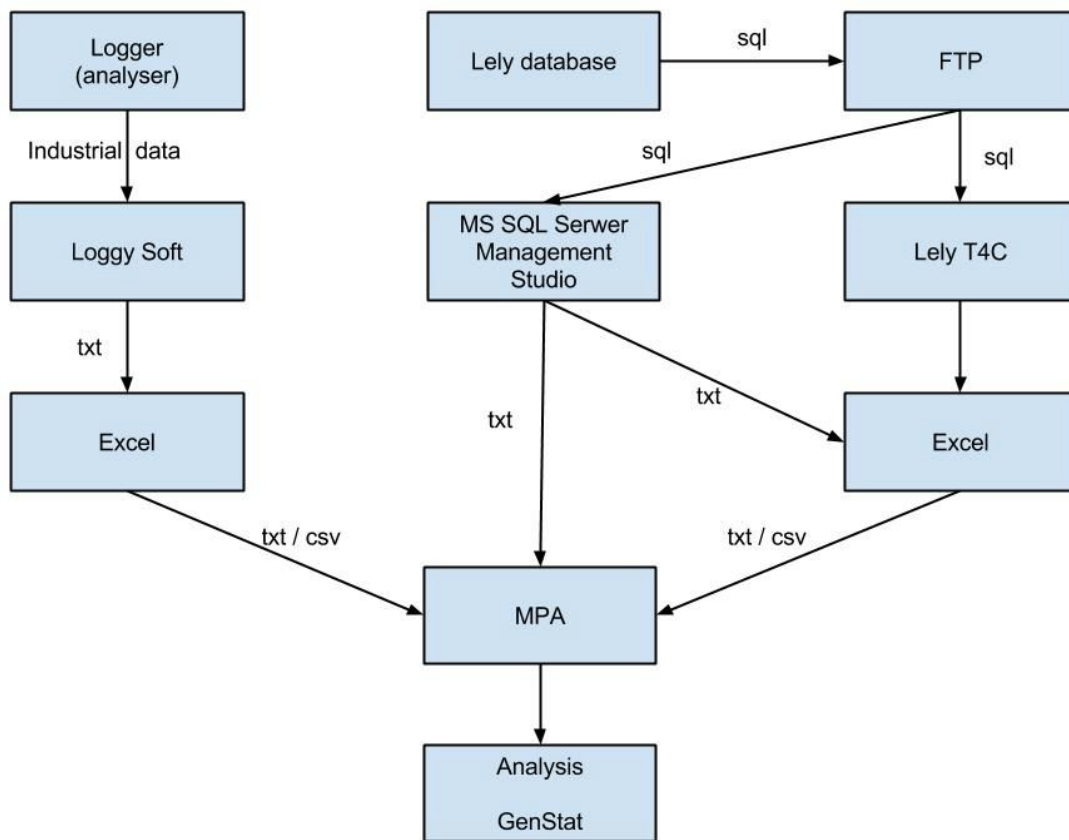 Logger
(analyser)
Lely database
sql
FTP
Industrial data
sql
sql
Loggy Soft
MS SQL Serwer
Management
Studio
Lely T4C
txt
txt
txt
Excel
Excel
txt / csv
txt / csv
MPA
Analysis
GenStat